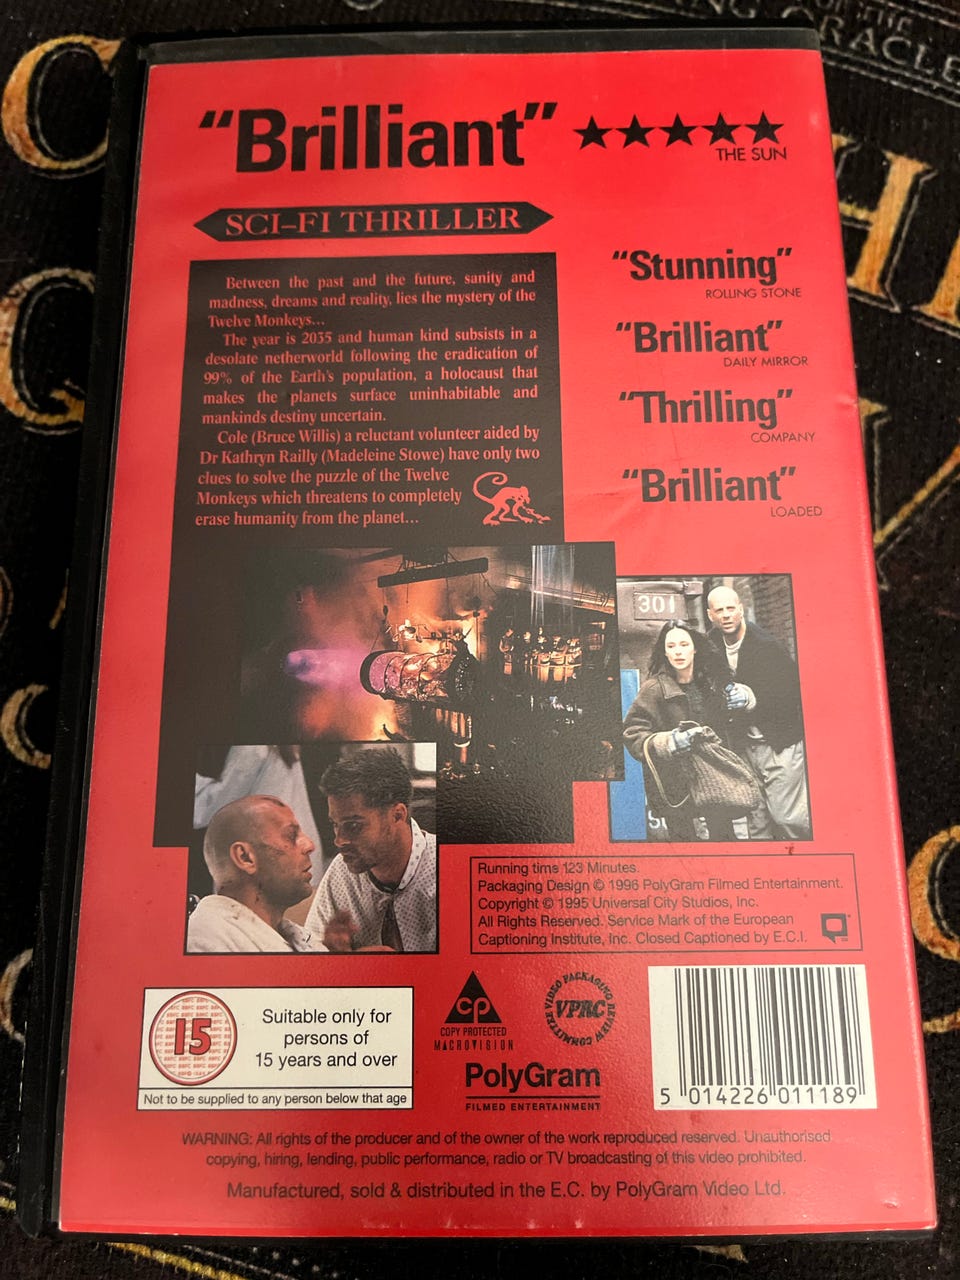 “Brilliant” ★★★★★
THE SUN
SCI-FI THRILLER
Between the past and the future, sanity and
madness, dreams and reality, lies the mystery of the
Twelve Monkeys...
The year is 2035 and human kind subsists in a
desolate netherworld following the eradication of
99% of the Earth's population, a holocaust that
makes the planets surface uninhabitable and
mankinds destiny uncertain.
Cole (Bruce Willis) a reluctant volunteer aided by
Dr Kathryn Railly (Madeleine Stowe) have only two
clues to solve the puzzle of the Twelve
Monkeys which threatens to completely
erase humanity from the planet...
“Stunning”
ROLLING STONE
“Brilliant”
DAILY MIRROR
“Thrilling”
COMPANY
“Brilliant”
LOADED
301
Running time 123 Minutes.
Packaging Design © 1996 PolyGram Filmed Entertainment.
Copyright © 1995 Universal City Studios, Inc.
All Rights Reserved. Service Mark of the European
Captioning Institute, Inc. Closed Captioned by E.C.I.
15
Suitable only for
persons of
15 years and over
Not to be supplied to any person below that age
CP
COPY PROTECTED
MACROVISION
VIDEO PACKAGING REVIEW COMMITTEE
VPRC
PolyGram
FILMED ENTERTAINMENT
5 014226 011189
WARNING: All rights of the producer and of the owner of the work reproduced reserved. Unauthorised
copying, hiring, lending, public performance, radio or TV broadcasting of this video prohibited.
Manufactured, sold & distributed in the E.C. by PolyGram Video Ltd.